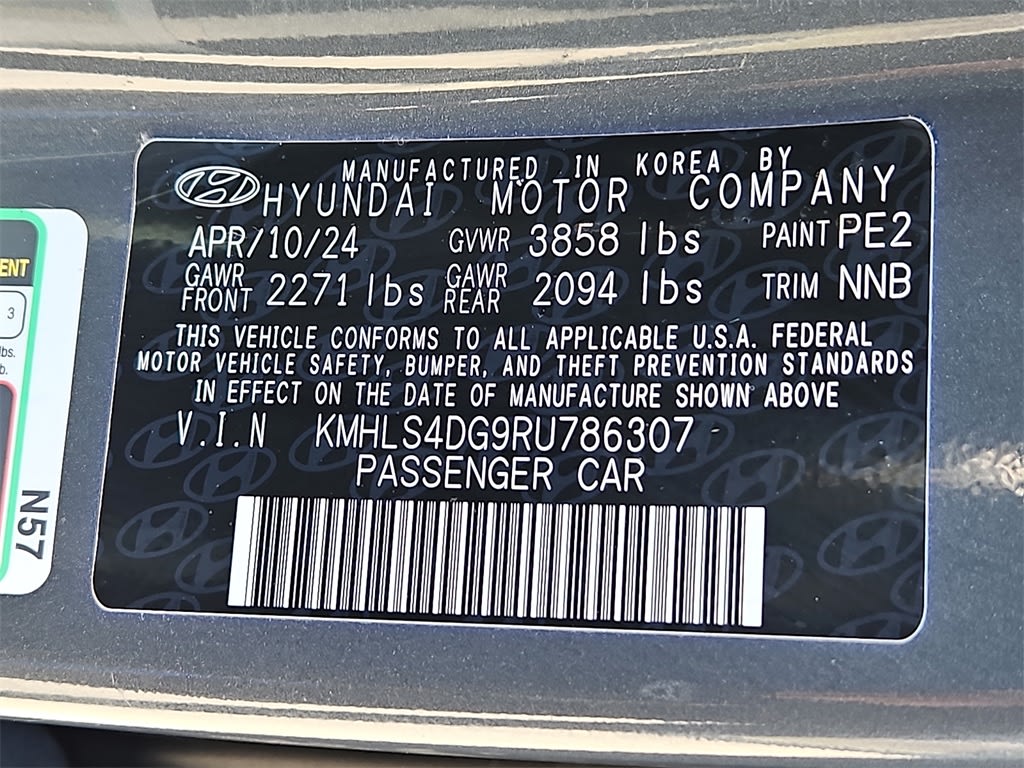 MANUFACTURED IN KOREA BY
HYUNDAI MOTOR COMPANY
APR/10/24 GVWR 3858 lbs PAINT PE2
GAWR FRONT 2271 lbs GAWR REAR 2094 lbs TRIM NNB
THIS VEHICLE CONFORMS TO ALL APPLICABLE U.S.A. FEDERAL
MOTOR VEHICLE SAFETY, BUMPER, AND THEFT PREVENTION STANDARDS
IN EFFECT ON THE DATE OF MANUFACTURE SHOWN ABOVE
V.I.N KMHLS4DG9RU786307
PASSENGER CAR
3
lbs.
N57